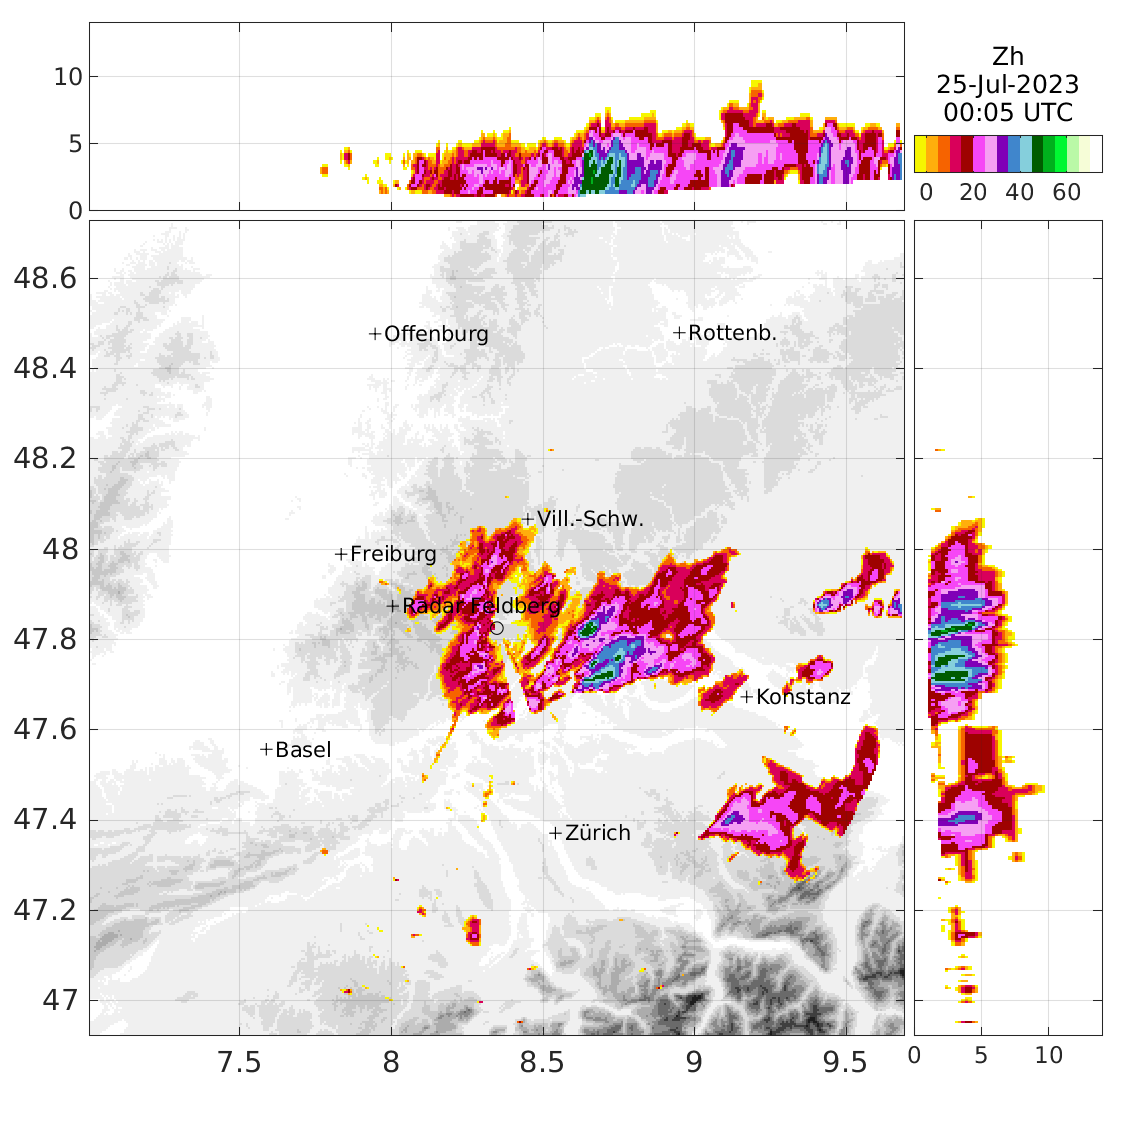 10
5
0
Zh
25-Jul-2023
00:05 UTC
0 20 40 60
48.6
48.4
48.2
48
47.8
47.6
47.4
47.2
47
+Offenburg
+Rottenb.
+Vill.-Schw.
+Freiburg
+Radar Feldberg
+Konstanz
+Basel
+Zürich
7.5 8 8.5 9 9.5
0 5 10